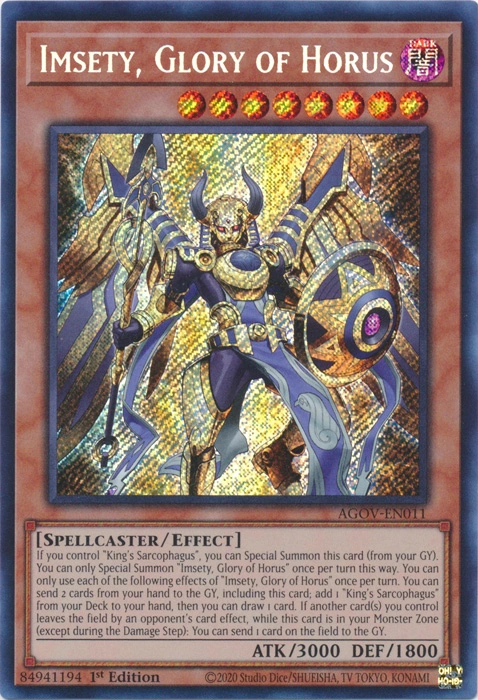 IMSETY, GLORY OF HORUS
DARK
闇
AGOV-EN011
[SPELLCASTER/EFFECT]
If you control "King's Sarcophagus", you can Special Summon this card (from your GY).
You can only Special Summon "Imsety, Glory of Horus" once per turn this way. You can
only use each of the following effects of "Imsety, Glory of Horus" once per turn. You can
send 2 cards from your hand to the GY, including this card; add 1 "King's Sarcophagus"
from your Deck to your hand, then you can draw 1 card. If another card(s) you control
leaves the field by an opponent's card effect, while this card is in your Monster Zone
(except during the Damage Step): You can send 1 card on the field to the GY.
ATK/3000 DEF/1800
84941194 1st Edition ©2020 Studio Dice/SHUEISHA, TV TOKYO, KONAMI